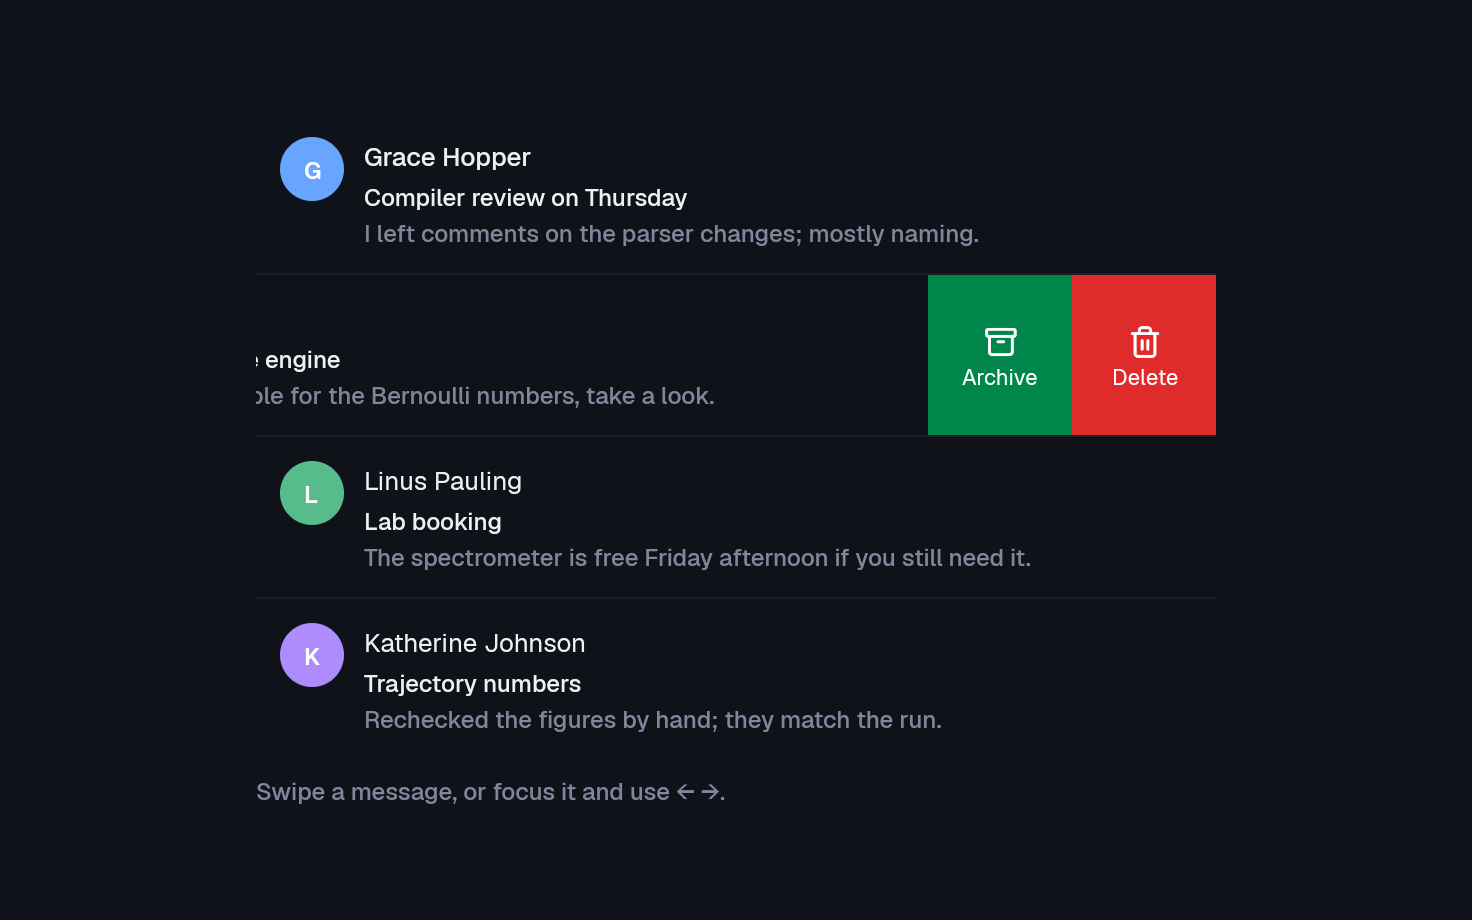 G
Grace Hopper
Compiler review on Thursday
I left comments on the parser changes; mostly naming.
engine
for the Bernoulli numbers, take a look.
Archive
Delete
L
Linus Pauling
Lab booking
The spectrometer is free Friday afternoon if you still need it.
K
Katherine Johnson
Trajectory numbers
Rechecked the figures by hand; they match the run.
Swipe a message, or focus it and use ← →.